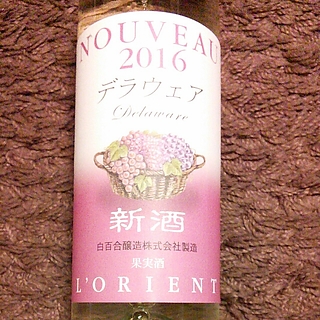 NOUVEAU
2016
デラウェア
Delaware
新酒
白百合醸造株式会社製造
果実酒
L'ORIENT